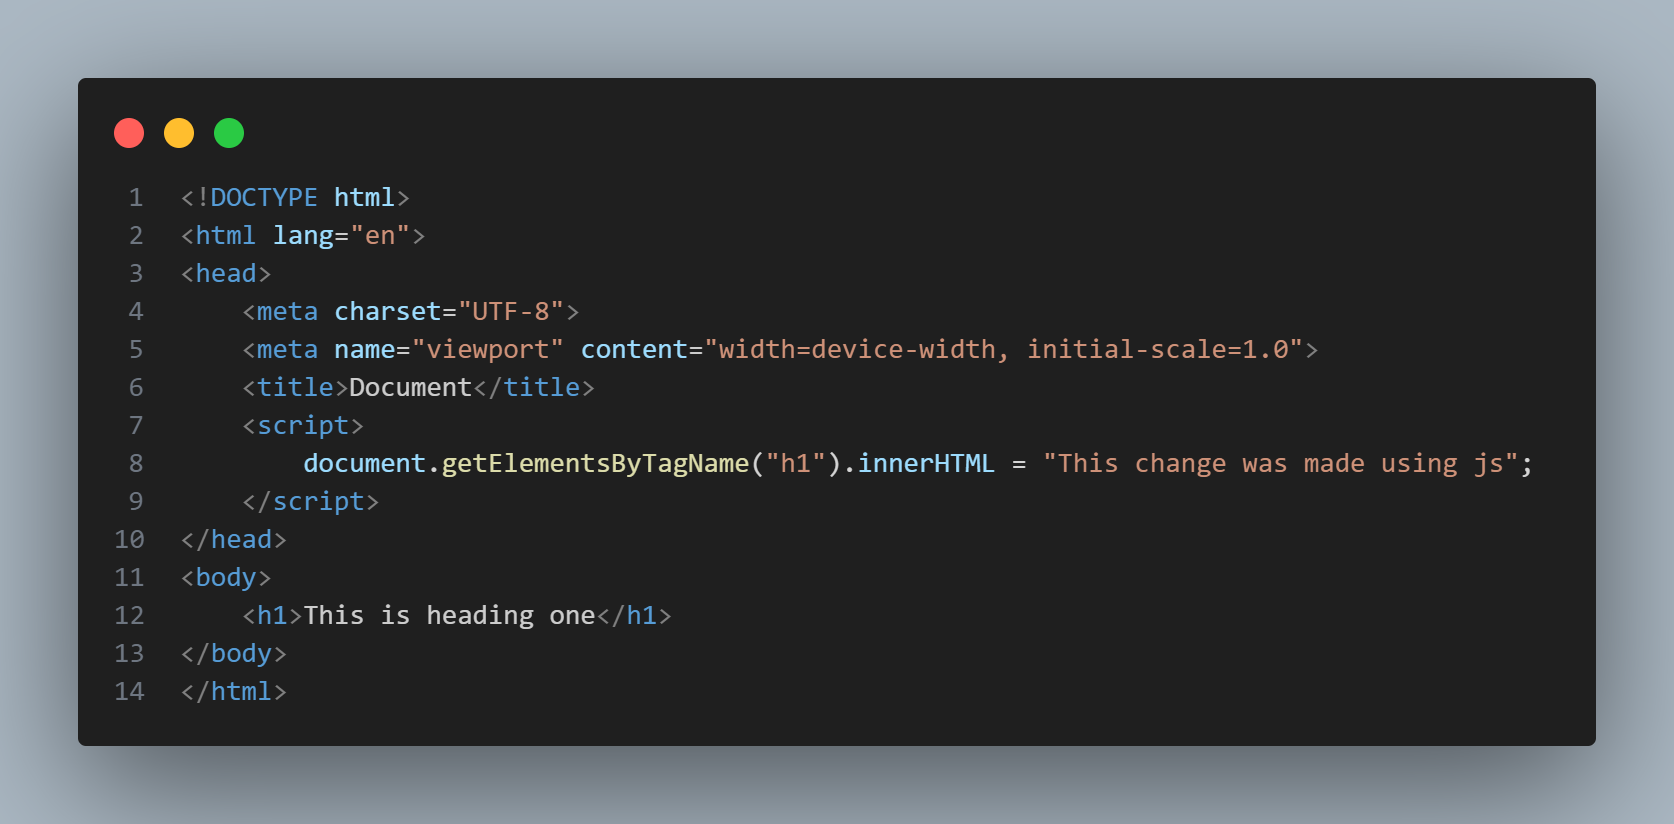 1 <!DOCTYPE html>
2 <html lang="en">
3 <head>
4     <meta charset="UTF-8">
5     <meta name="viewport" content="width=device-width, initial-scale=1.0">
6     <title>Document</title>
7     <script>
8         document.getElementsByTagName("h1").innerHTML = "This change was made using js";
9     </script>
10 </head>
11 <body>
12     <h1>This is heading one</h1>
13 </body>
14 </html>